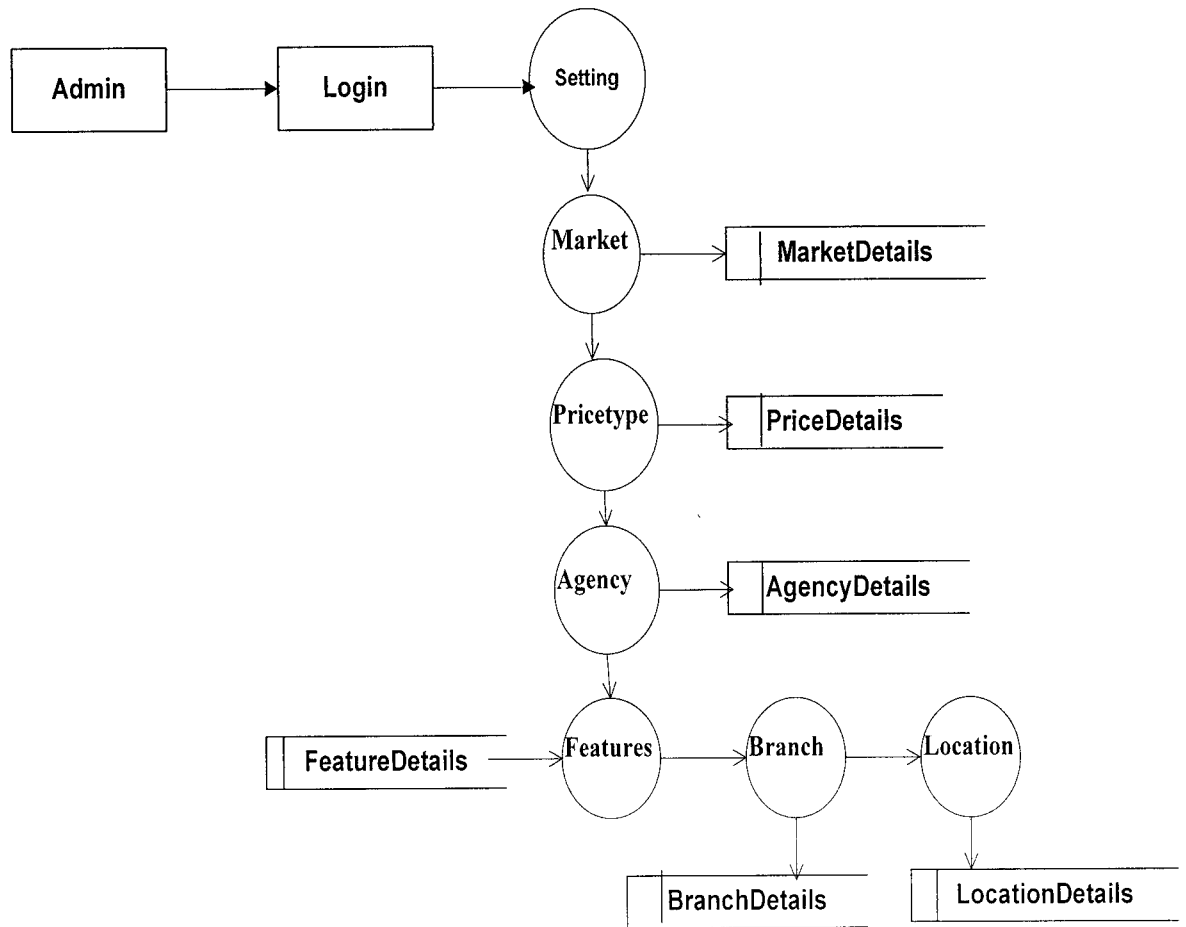 Admin
Login
Setting
Market
MarketDetails
Pricetype
PriceDetails
Agency
AgencyDetails
FeatureDetails
Features
Branch
Location
BranchDetails
LocationDetails